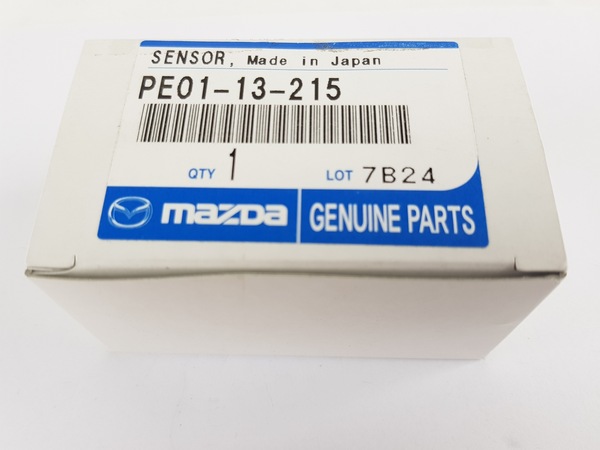 SENSOR, Made in Japan
PE01-13-215
QTY 1 LOT 7B24
mazda GENUINE PARTS